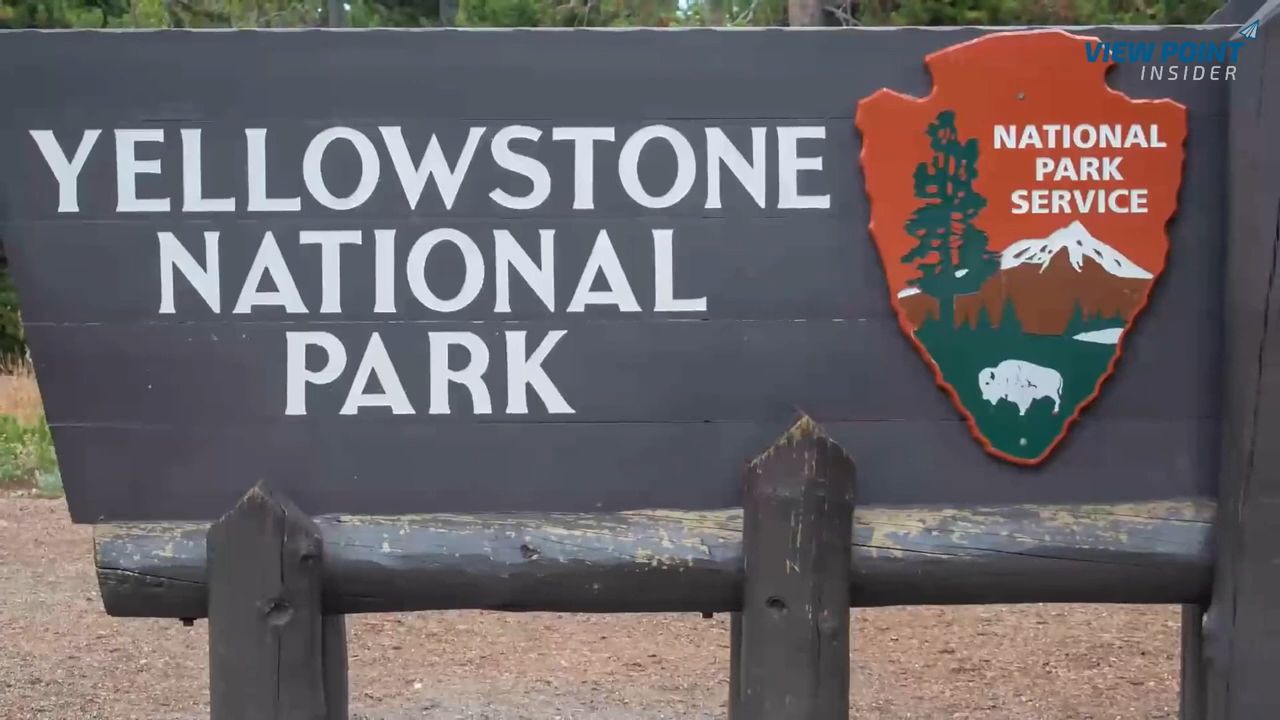 YELLOWSTONE
NATIONAL
PARK
NATIONAL
PARK
SERVICE
VIEW POINT
INSIDER